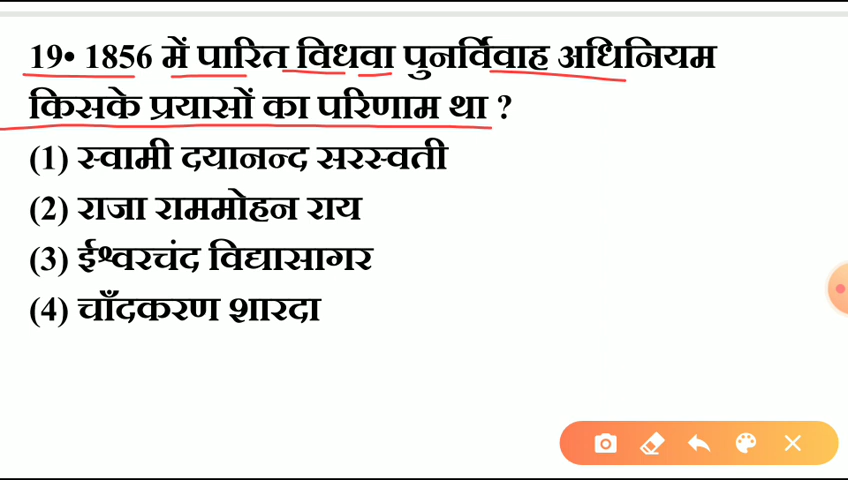 19• 1856 में पारित विधवा पुनर्विवाह अधिनियम
किसके प्रयासों का परिणाम था ?
(1) स्वामी दयानन्द सरस्वती
(2) राजा राममोहन राय
(3) ईश्वरचंद विद्यासागर
(4) चाँदकरण शारदा